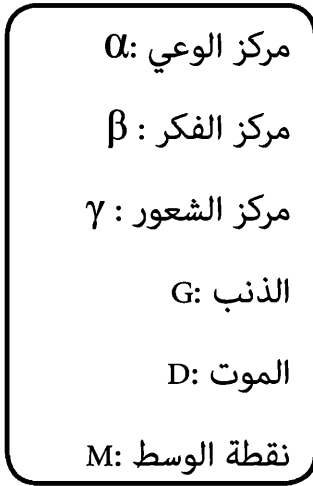 مركز الوعي :α
مركز الفكر : β
مركز الشعور : γ
الذنب :G
الموت :D
نقطة الوسط :M